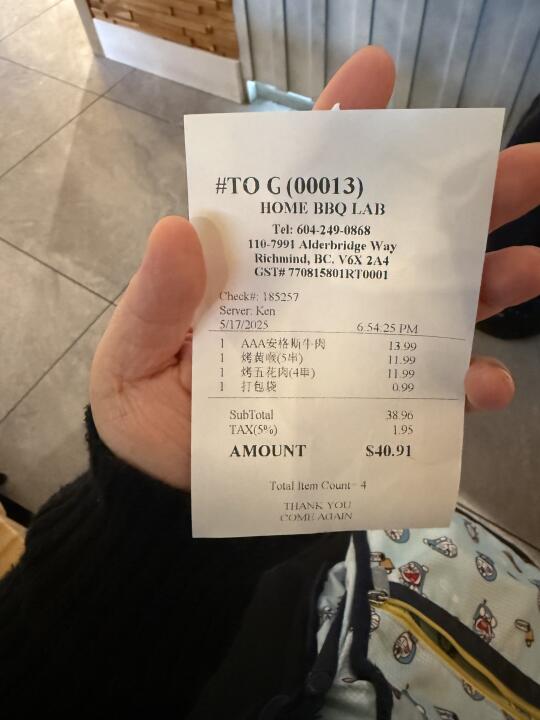 #TO G (00013)
HOME BBQ LAB
Tel: 604-249-0868
110-7991 Alderbridge Way
Richmind, BC, V6X 2A4
GST# 770815801RT0001
Check#: 185257
Server: Ken
5/17/2025 6:54:25 PM
1 AAA安格斯牛肉 13.99
1 烤黄喉(5串) 11.99
1 烤五花肉(4串) 11.99
1 打包袋 0.99
SubTotal 38.96
TAX(5%) 1.95
AMOUNT $40.91
Total Item Count= 4
THANK YOU
COME AGAIN